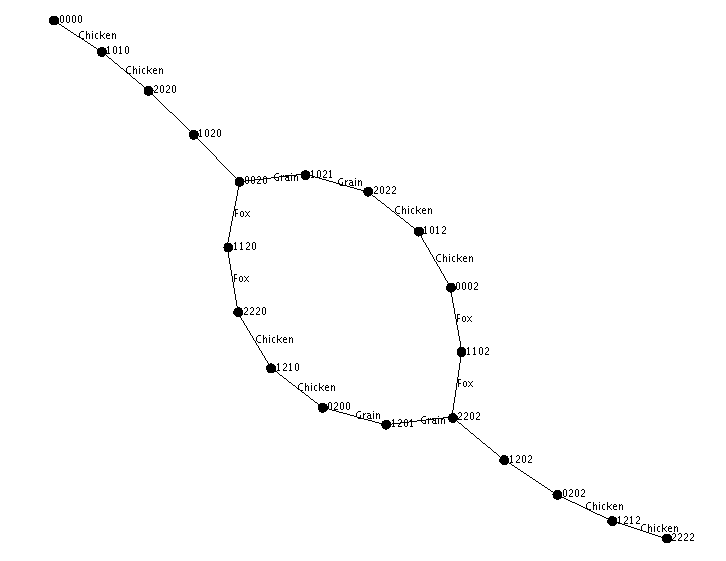 0000
Chicken
1010
Chicken
2020
1020
0020 Grain 1021
Grain
2022
Chicken
Fox
1012
1120
Chicken
Fox
0002
2220
Fox
Chicken
1102
1210
Fox
Chicken
0200
Grain
1201 Grain 2202
1202
0202
Chicken
1212
Chicken
2222